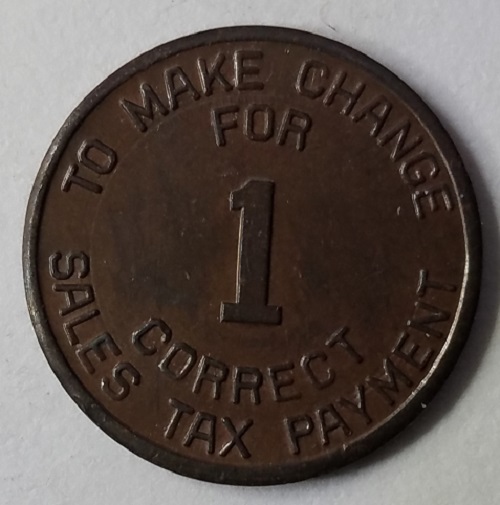 TO MAKE CHANGE
FOR
1
CORRECT
SALES TAX PAYMENT